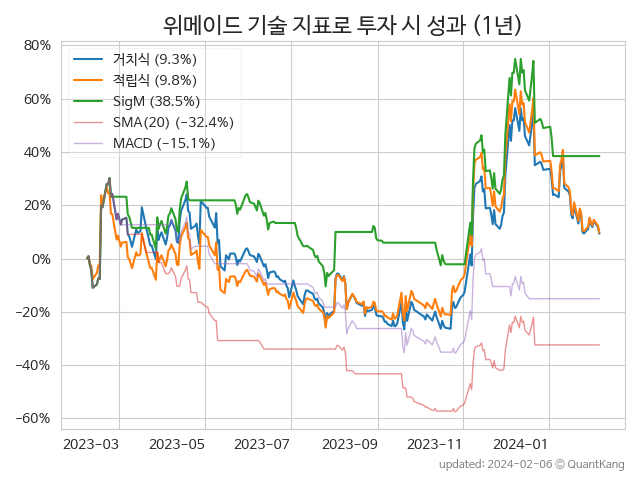 위메이드 기술 지표로 투자 시 성과 (1년)
80%
60%
40%
20%
0%
−20%
−40%
−60%
거치식 (9.3%)
적립식 (9.8%)
SigM (38.5%)
SMA(20) (−32.4%)
MACD (−15.1%)
2023-03 2023-05 2023-07 2023-09 2023-11 2024-01
updated: 2024-02-06 © QuantKang